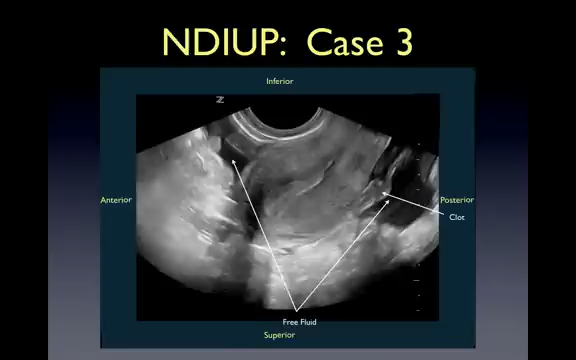 NDIUP: Case 3
Inferior
Z
Anterior
Posterior
Clot
Free Fluid
Superior